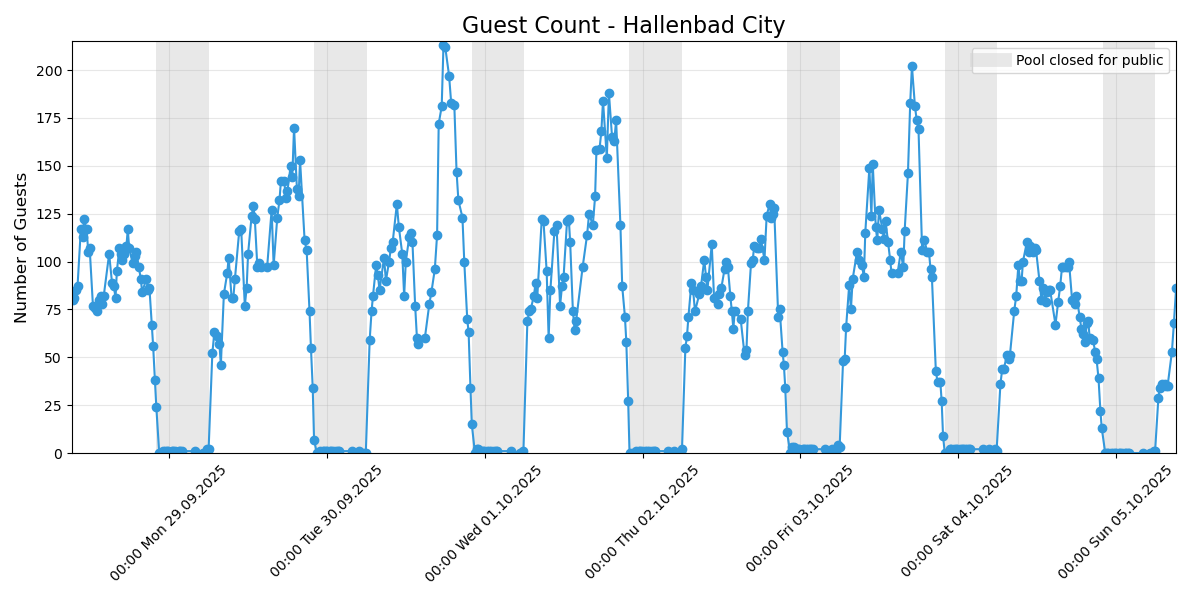 Guest Count - Hallenbad City
Pool closed for public
Number of Guests
200
175
150
125
100
75
50
25
0
00:00 Mon 29.09.2025
00:00 Tue 30.09.2025
00:00 Wed 01.10.2025
00:00 Thu 02.10.2025
00:00 Fri 03.10.2025
00:00 Sat 04.10.2025
00:00 Sun 05.10.2025